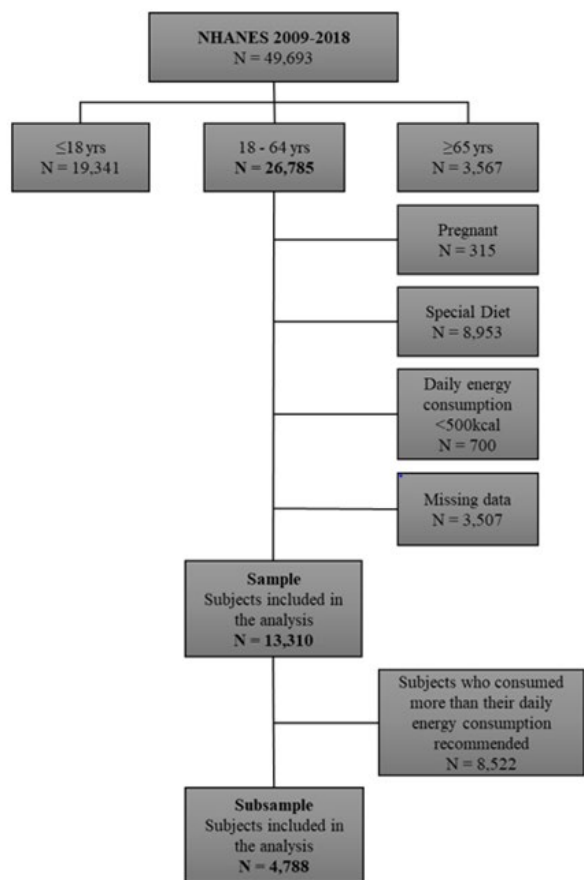 NHANES 2009-2018
N = 49,693
≤18 yrs
N = 19,341
18 - 64 yrs
N = 26,785
≥65 yrs
N = 3,567
Pregnant
N = 315
Special Diet
N = 8,953
Daily energy
consumption
<500kcal
N = 700
Missing data
N = 3,507
Sample
Subjects included in
the analysis
N = 13,310
Subjects who consumed
more than their daily
energy consumption
recommended
N = 8,522
Subsample
Subjects included in
the analysis
N = 4,788